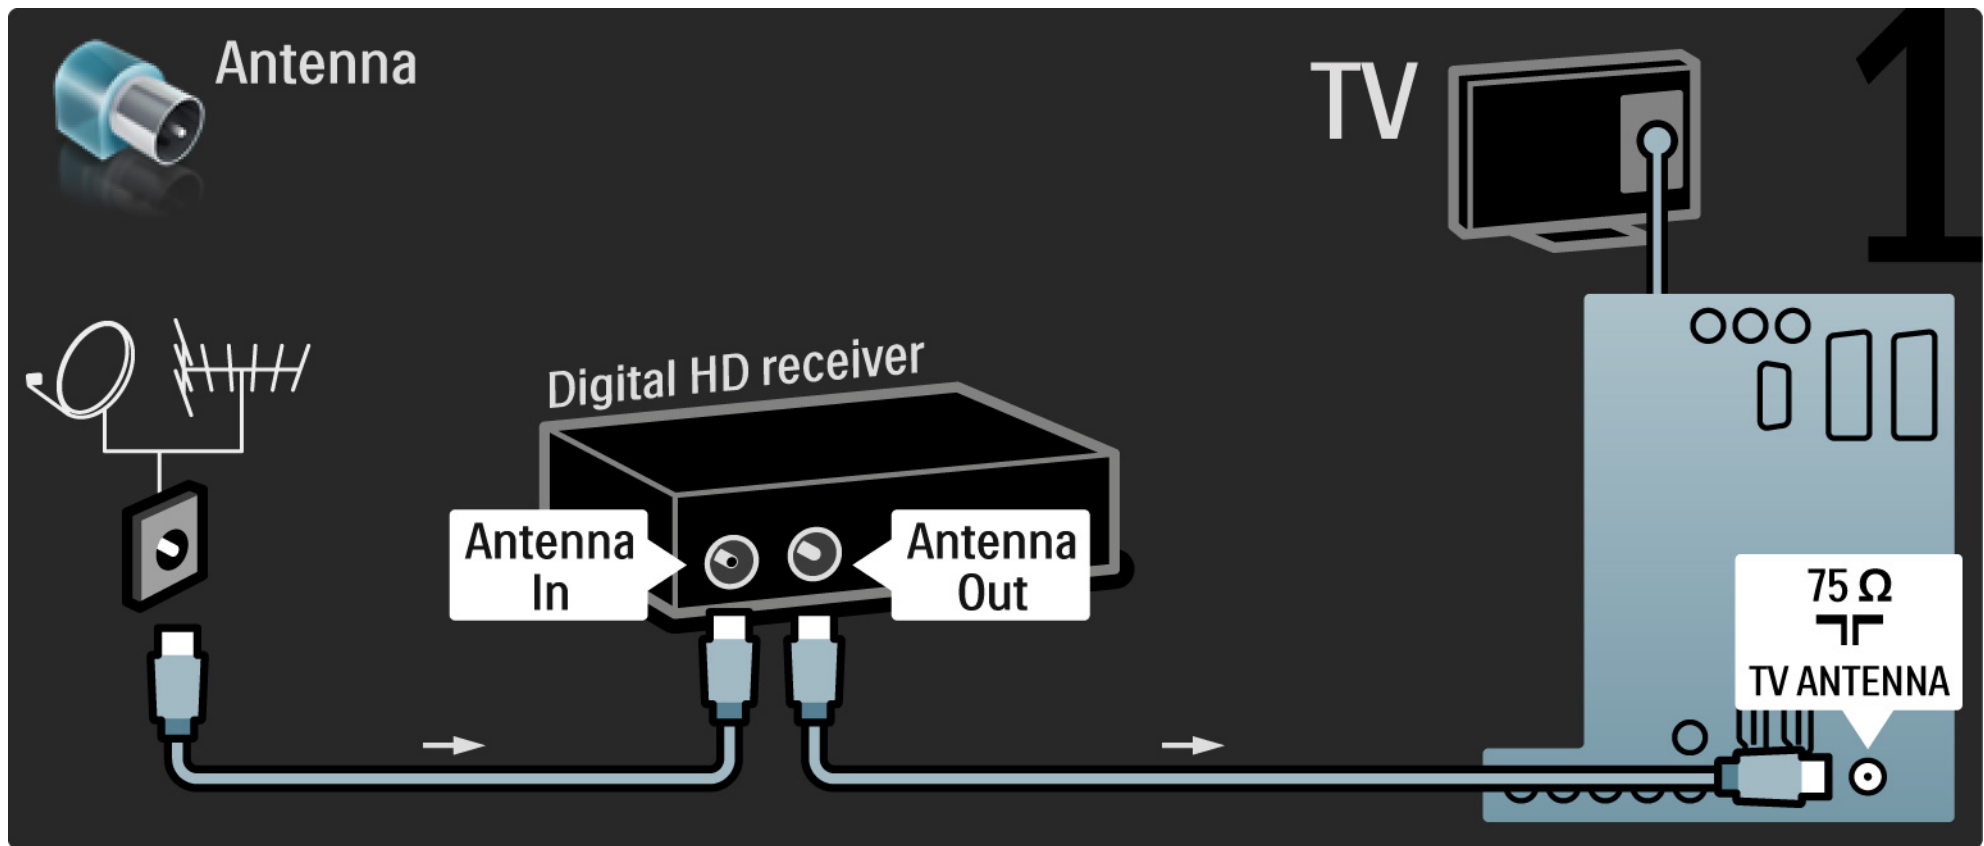 Antenna
TV
1
Digital HD receiver
Antenna
In
Antenna
Out
75 Ω
TV ANTENNA